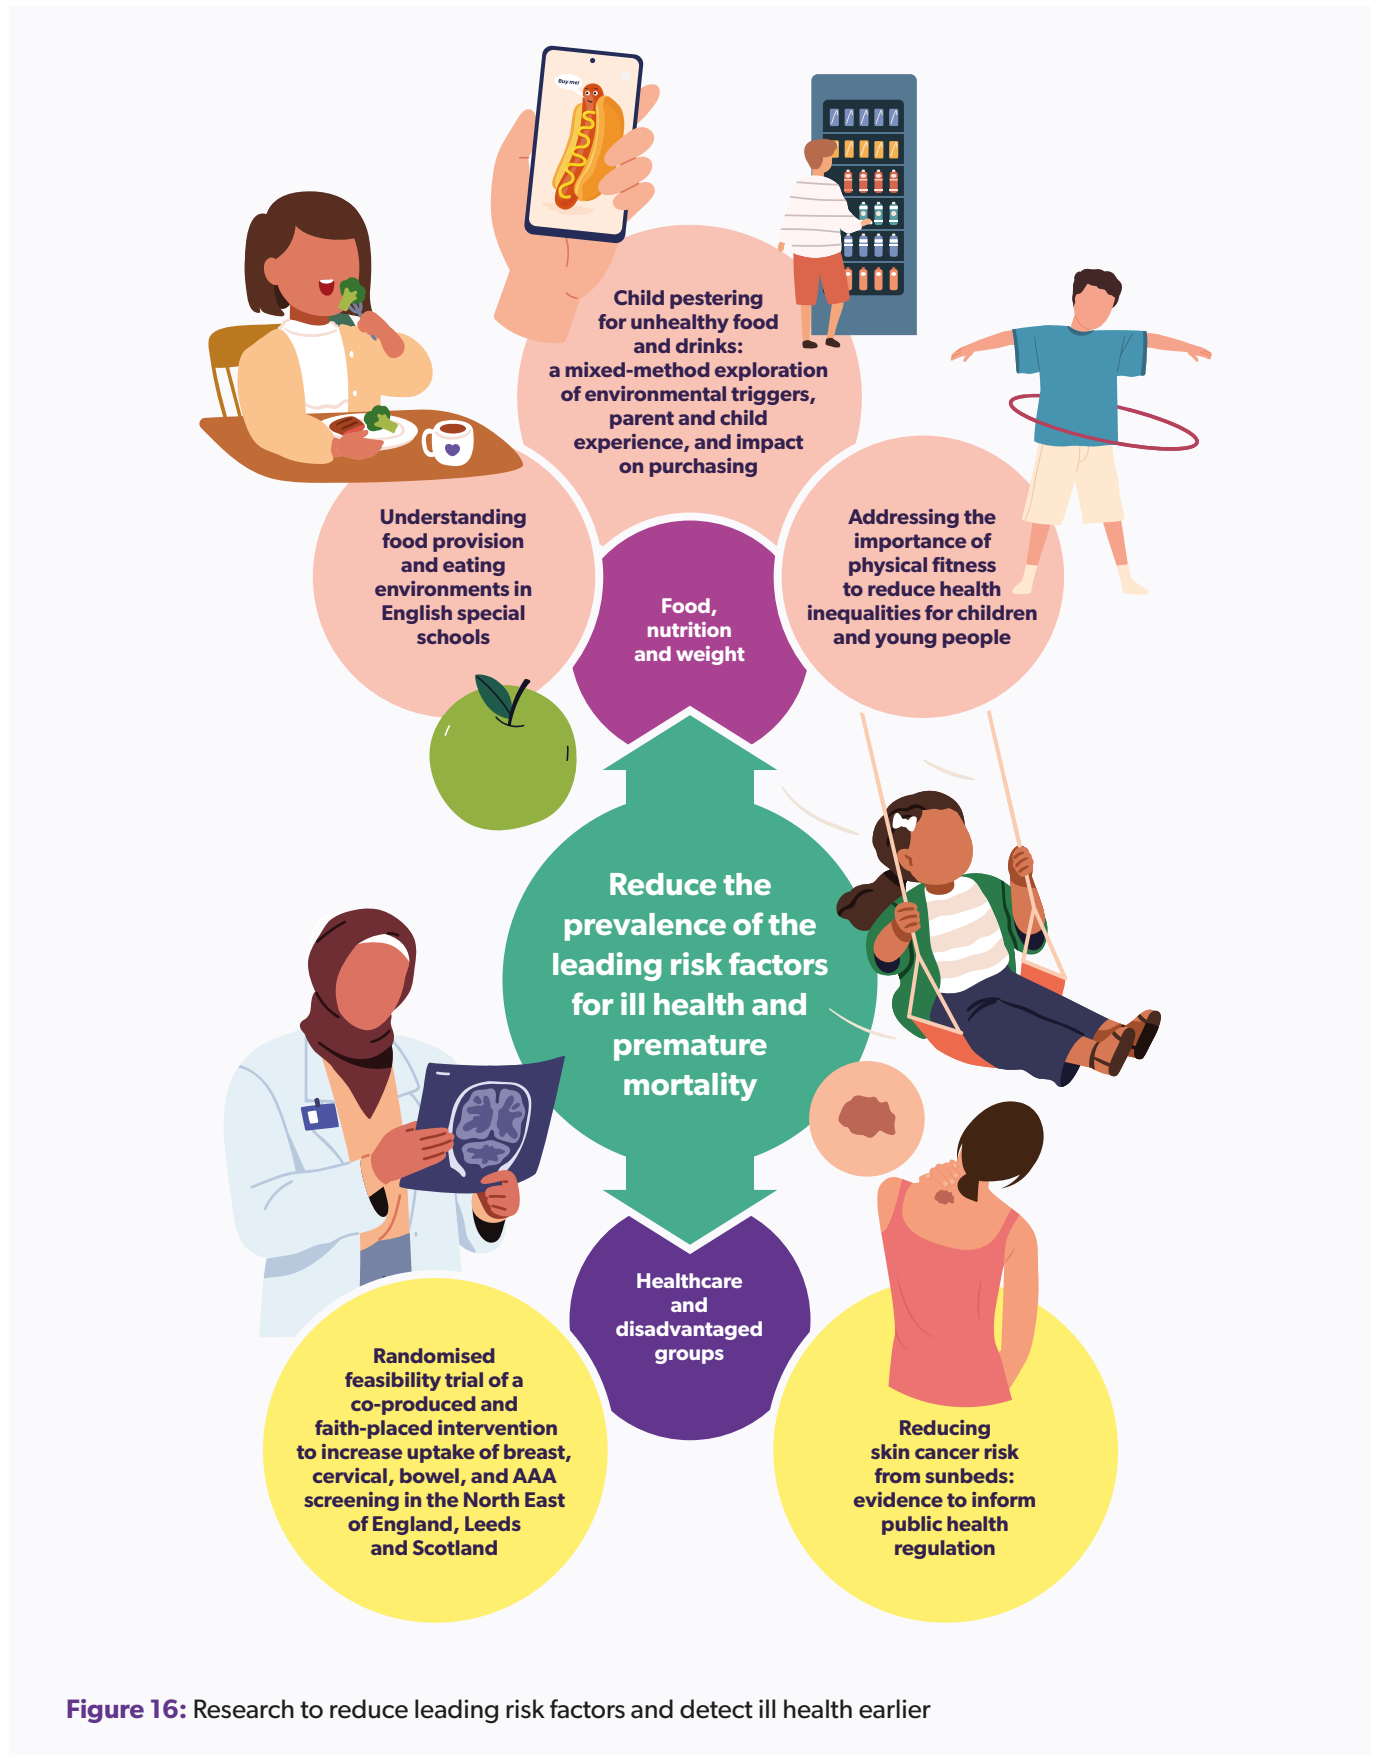 Buy me!
Child pestering
for unhealthy food
and drinks:
a mixed-method exploration
of environmental triggers,
parent and child
experience, and impact
on purchasing
Understanding
food provision
and eating
environments in
English special
schools
Addressing the
importance of
physical fitness
to reduce health
inequalities for children
and young people
Food,
nutrition
and weight
Reduce the
prevalence of the
leading risk factors
for ill health and
premature
mortality
Healthcare
and
disadvantaged
groups
Randomised
feasibility trial of a
co-produced and
faith-placed intervention
to increase uptake of breast,
cervical, bowel, and AAA
screening in the North East
of England, Leeds
and Scotland
Reducing
skin cancer risk
from sunbeds:
evidence to inform
public health
regulation
Figure 16: Research to reduce leading risk factors and detect ill health earlier